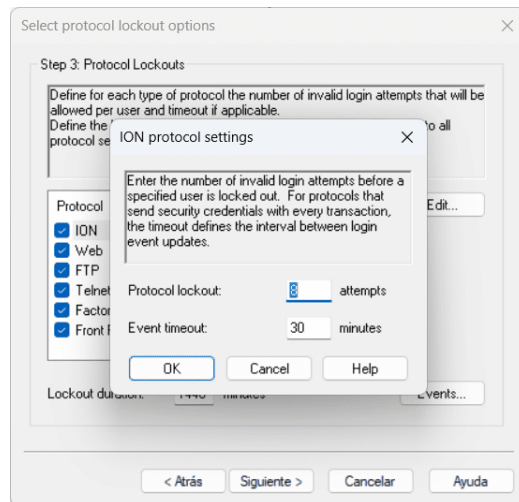 Select protocol lockout options
Step 3: Protocol Lockouts
Define for each type of protocol the number of invalid login attempts that will be
allowed per user and timeout if applicable.
Define the
to all
protocol se
ION protocol settings
Enter the number of invalid login attempts before a
specified user is locked out. For protocols that
send security credentials with every transaction,
the timeout defines the interval between login
event updates.
Protocol
Edit...
ION
Web
FTP
Telnet
Factor
Front
Protocol lockout: 8 attempts
Event timeout: 30 minutes
OK Cancel Help
Lockout duration: 1440 minutes Events...
< Atrás Siguiente > Cancelar Ayuda